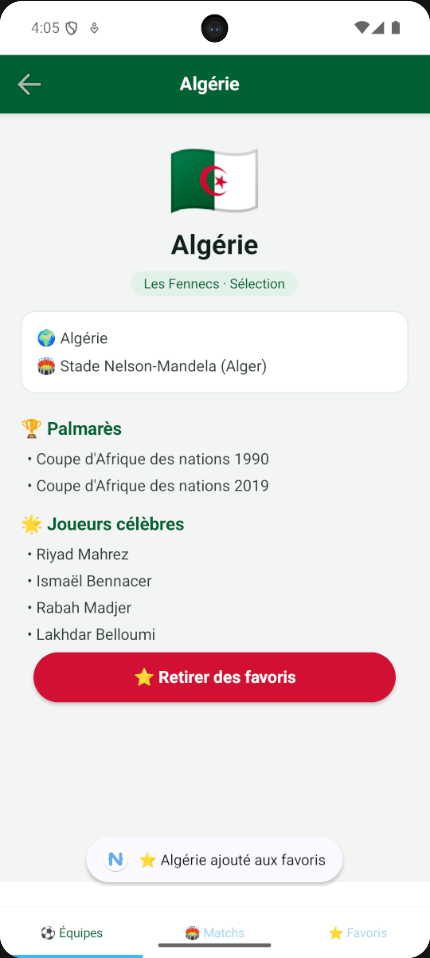 4:05
Algérie
Algérie
Les Fennecs · Sélection
🌍 Algérie
🏟️ Stade Nelson-Mandela (Alger)
🏆 Palmarès
• Coupe d'Afrique des nations 1990
• Coupe d'Afrique des nations 2019
🌟 Joueurs célèbres
• Riyad Mahrez
• Ismaël Bennacer
• Rabah Madjer
• Lakhdar Belloumi
⭐ Retirer des favoris
N ⭐ Algérie ajouté aux favoris
⚽ Équipes 🏟️ Matchs ⭐ Favoris